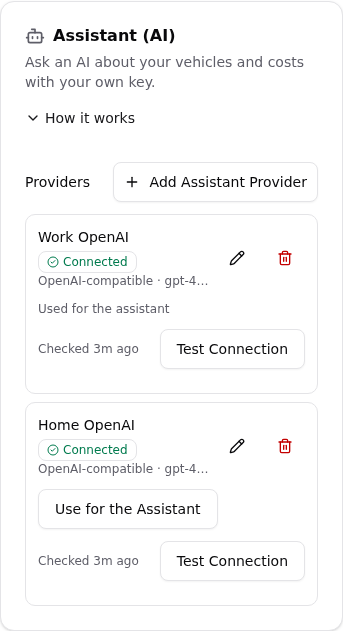 Assistant (AI)
Ask an AI about your vehicles and costs
with your own key.
How it works
Providers
Add Assistant Provider
Work OpenAI
Connected
OpenAI-compatible · gpt-4...
Used for the assistant
Checked 3m ago
Test Connection
Home OpenAI
Connected
OpenAI-compatible · gpt-4...
Use for the Assistant
Checked 3m ago
Test Connection